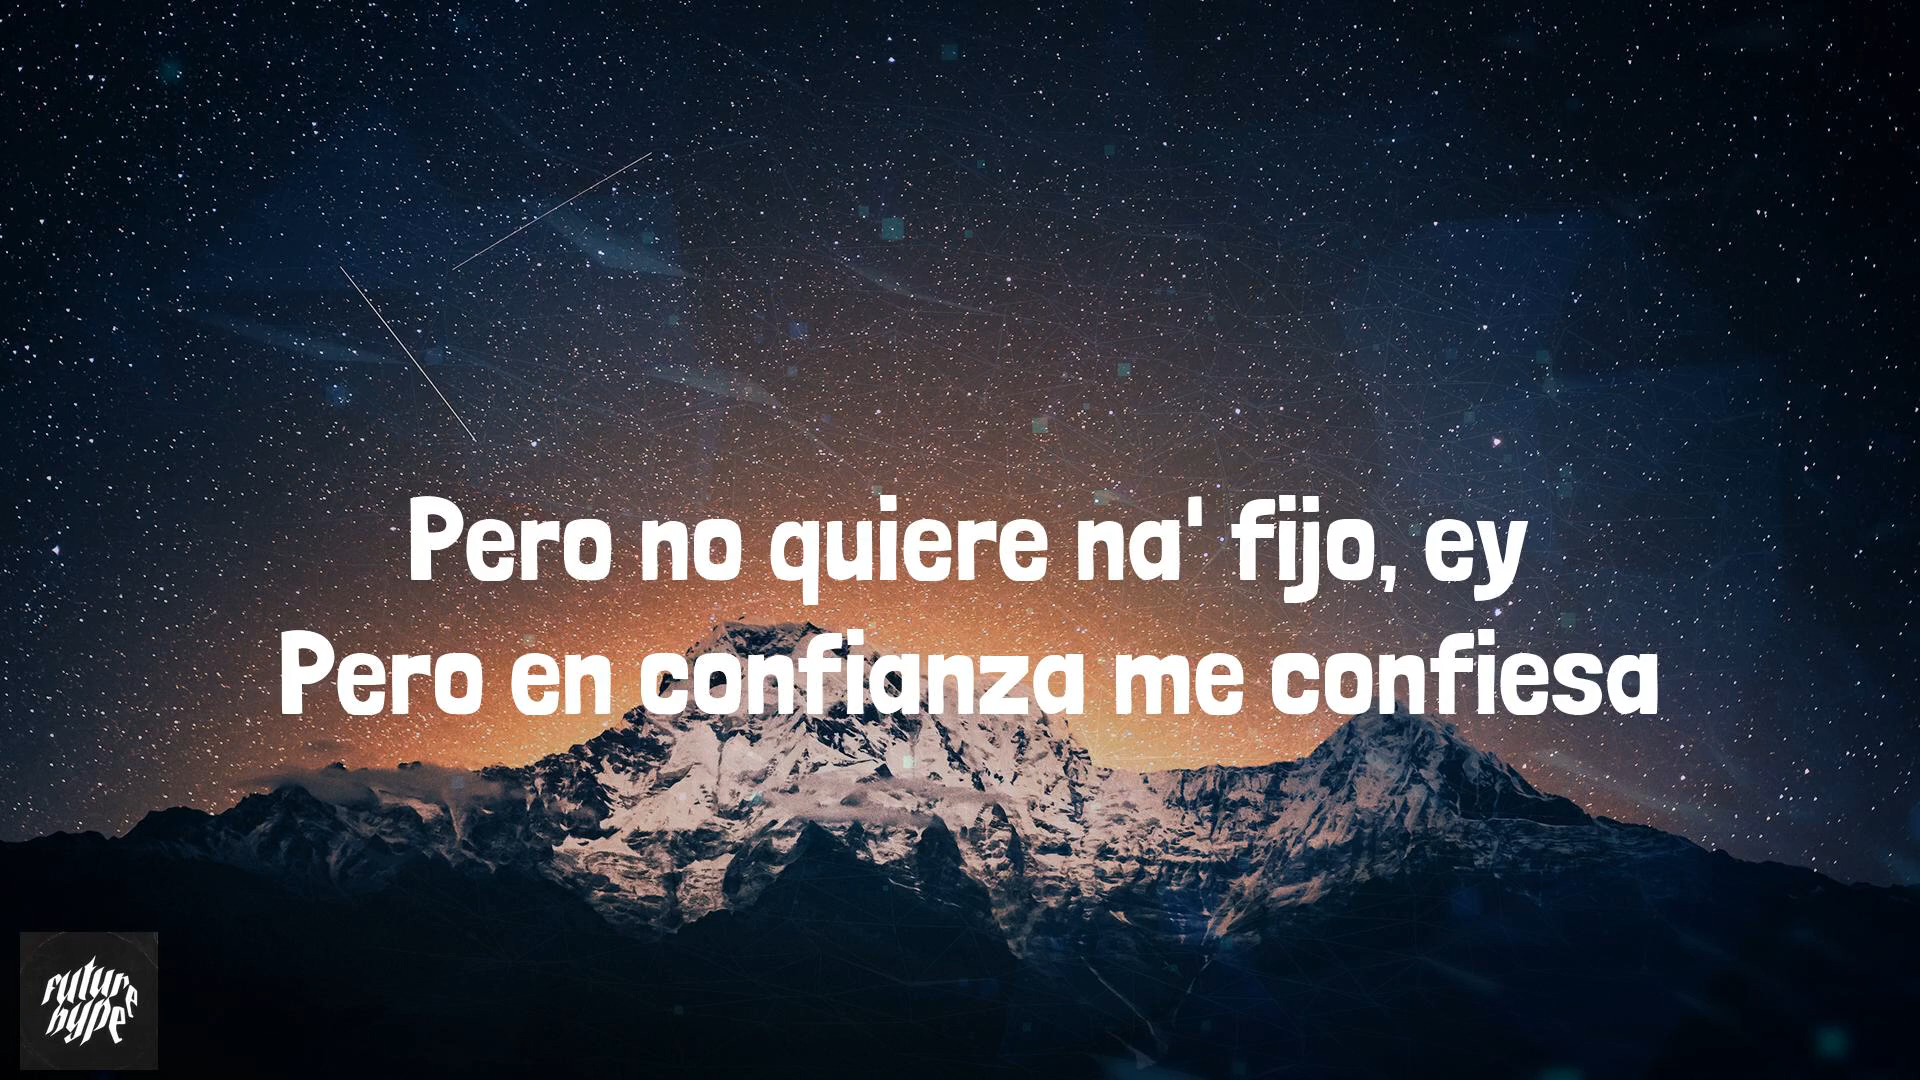 Pero no quiere na' fijo, ey
Pero en confianza me confiesa
future
hype